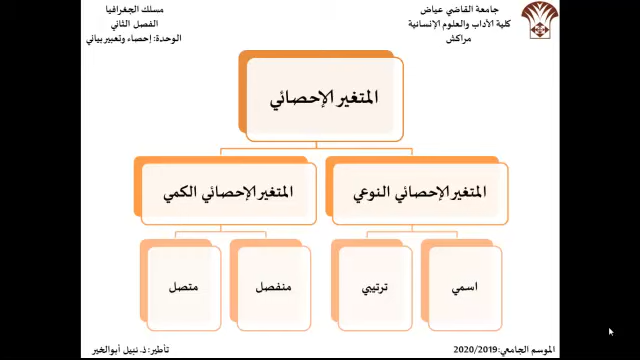 جامعة القاضي عياض
كلية الآداب والعلوم الإنسانية
مراكش
مسلك الجغرافيا
الفصل الثاني
الوحدة: إحصاء وتعبير بياني
المتغير الإحصائي
المتغير الإحصائي النوعي
المتغير الإحصائي الكمي
اسمي
ترتيبي
منفصل
متصل
الموسم الجامعي: 2020/2019
تأطير: ذ. نبيل أبوالخير